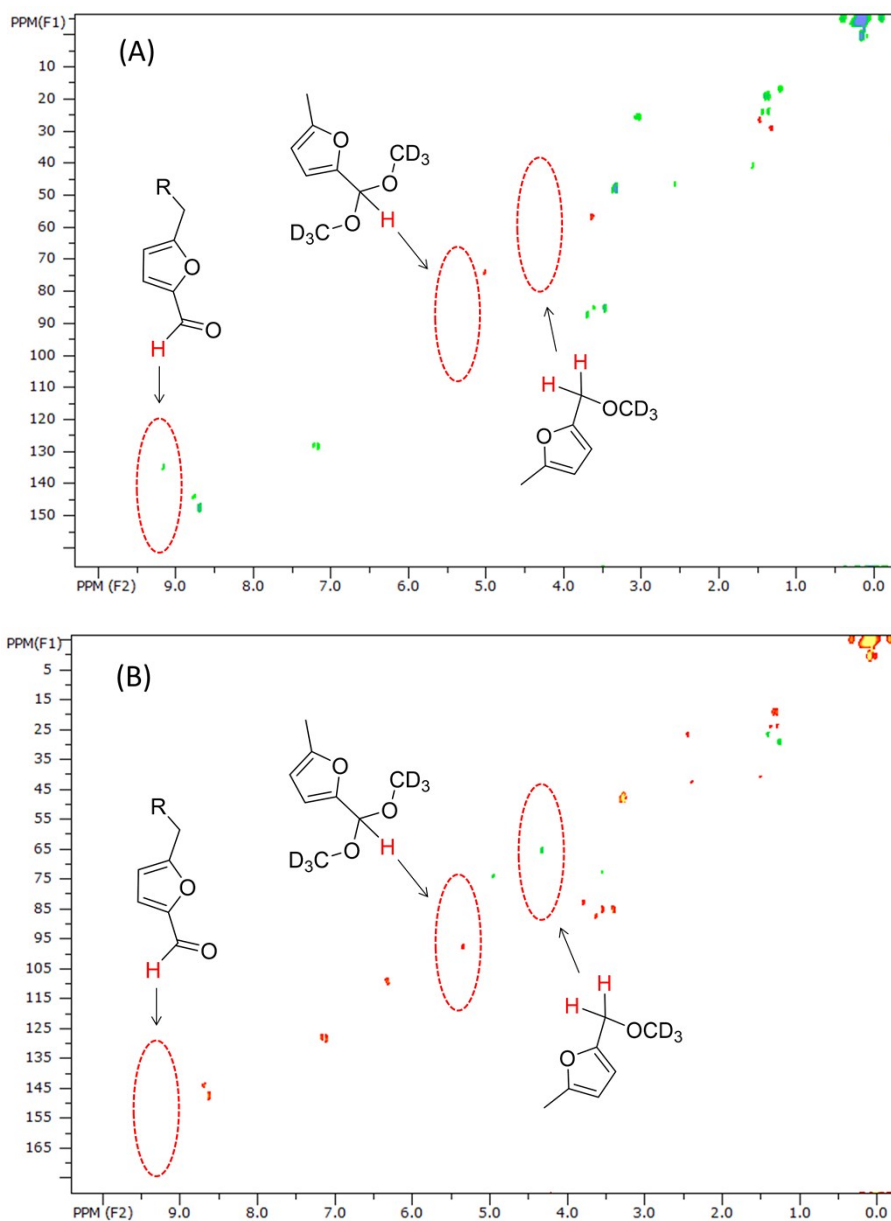 PPM(F1)
(A)
10
20
30
40
50
60
70
80
90
100
110
120
130
140
150
O
O
CD3
D3C
O
H
R
O
H
O
H
H
OCD3
O
PPM (F2)
9.0
8.0
7.0
6.0
5.0
4.0
3.0
2.0
1.0
0.0
PPM(F1)
(B)
5
15
25
35
45
55
65
75
85
95
105
115
125
135
145
155
165
O
CD3
O
D3C
O
H
R
O
H
O
H
H
OCD3
O
PPM (F2)
9.0
8.0
7.0
6.0
5.0
4.0
3.0
2.0
1.0
0.0